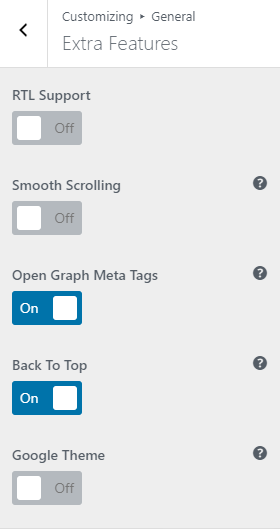 Customizing ▸ General
Extra Features
RTL Support
Off
Smooth Scrolling
?
Off
Open Graph Meta Tags
?
On
Back To Top
?
On
Google Theme
?
Off